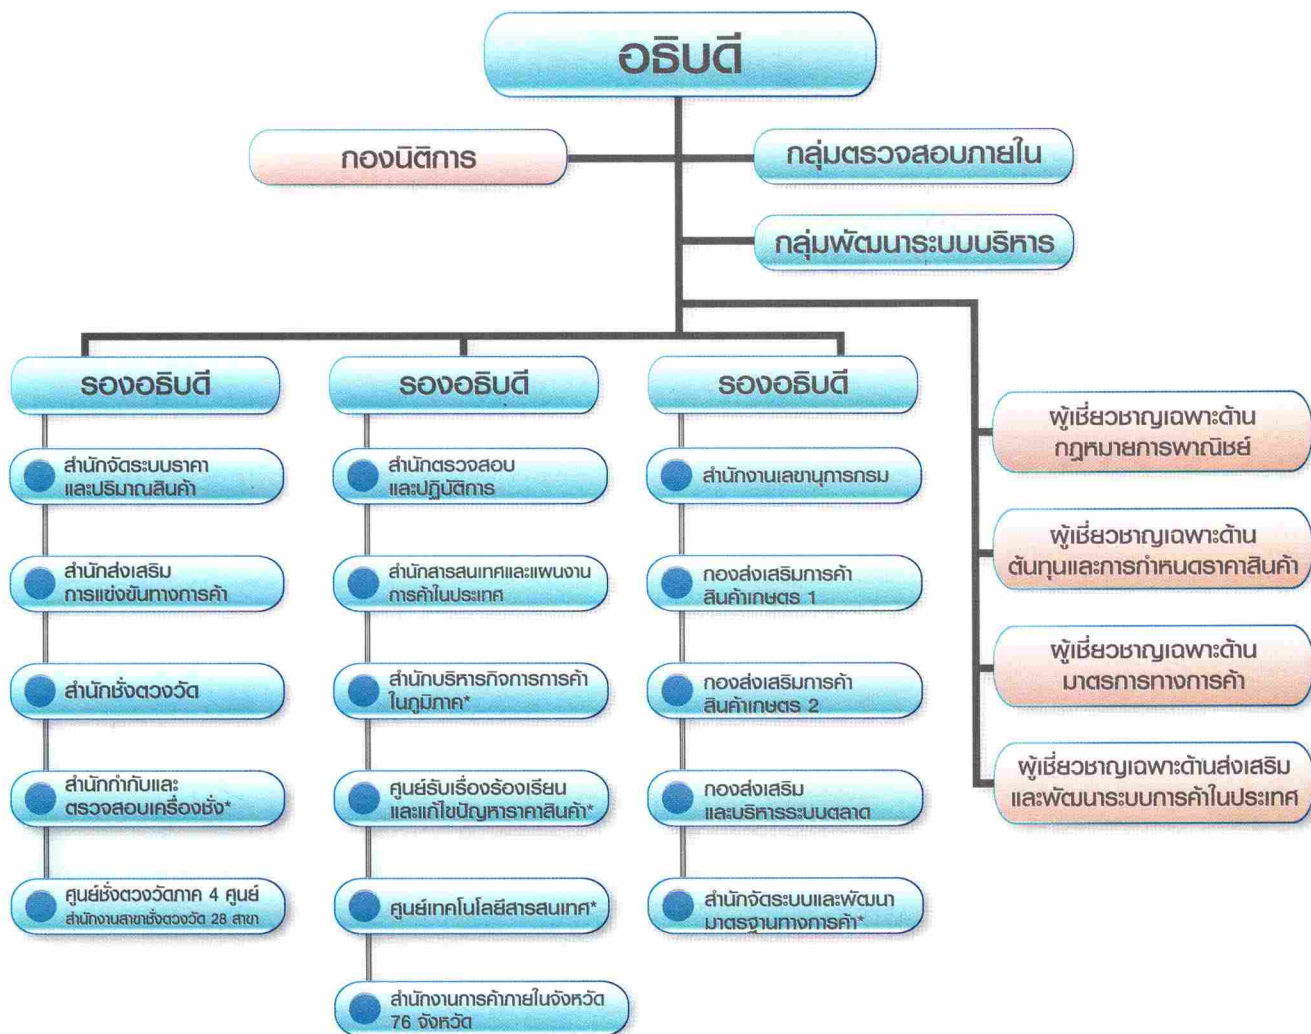 อธิบดี
กองนิติการ
กลุ่มตรวจสอบภายใน
กลุ่มพัฒนาระบบบริหาร
รองอธิบดี
สำนักจัดระบบราคา
และปริมาณสินค้า
สำนักส่งเสริม
การแข่งขันทางการค้า
สำนักชั่งตวงวัด
สำนักกำกับและ
ตรวจสอบเครื่องชั่ง*
ศูนย์ชั่งตวงวัดภาค 4 ศูนย์
สำนักงานสาขาชั่งตวงวัด 28 สาขา
รองอธิบดี
สำนักตรวจสอบ
และปฏิบัติการ
สำนักสารสนเทศและแผนงาน
การค้าในประเทศ
สำนักบริหารกิจการการค้า
ในภูมิภาค*
ศูนย์รับเรื่องร้องเรียน
และแก้ไขปัญหาราคาสินค้า*
ศูนย์เทคโนโลยีสารสนเทศ*
สำนักงานการค้าภายในจังหวัด
76 จังหวัด
รองอธิบดี
สำนักงานเลขานุการกรม
กองส่งเสริมการค้า
สินค้าเกษตร 1
กองส่งเสริมการค้า
สินค้าเกษตร 2
กองส่งเสริม
และบริหารระบบตลาด
สำนักจัดระบบและพัฒนา
มาตรฐานทางการค้า*
ผู้เชี่ยวชาญเฉพาะด้าน
กฎหมายการพาณิชย์
ผู้เชี่ยวชาญเฉพาะด้าน
ต้นทุนและการกำหนดราคาสินค้า
ผู้เชี่ยวชาญเฉพาะด้าน
มาตรการทางการค้า
ผู้เชี่ยวชาญเฉพาะด้านส่งเสริม
และพัฒนาระบบการค้าในประเทศ